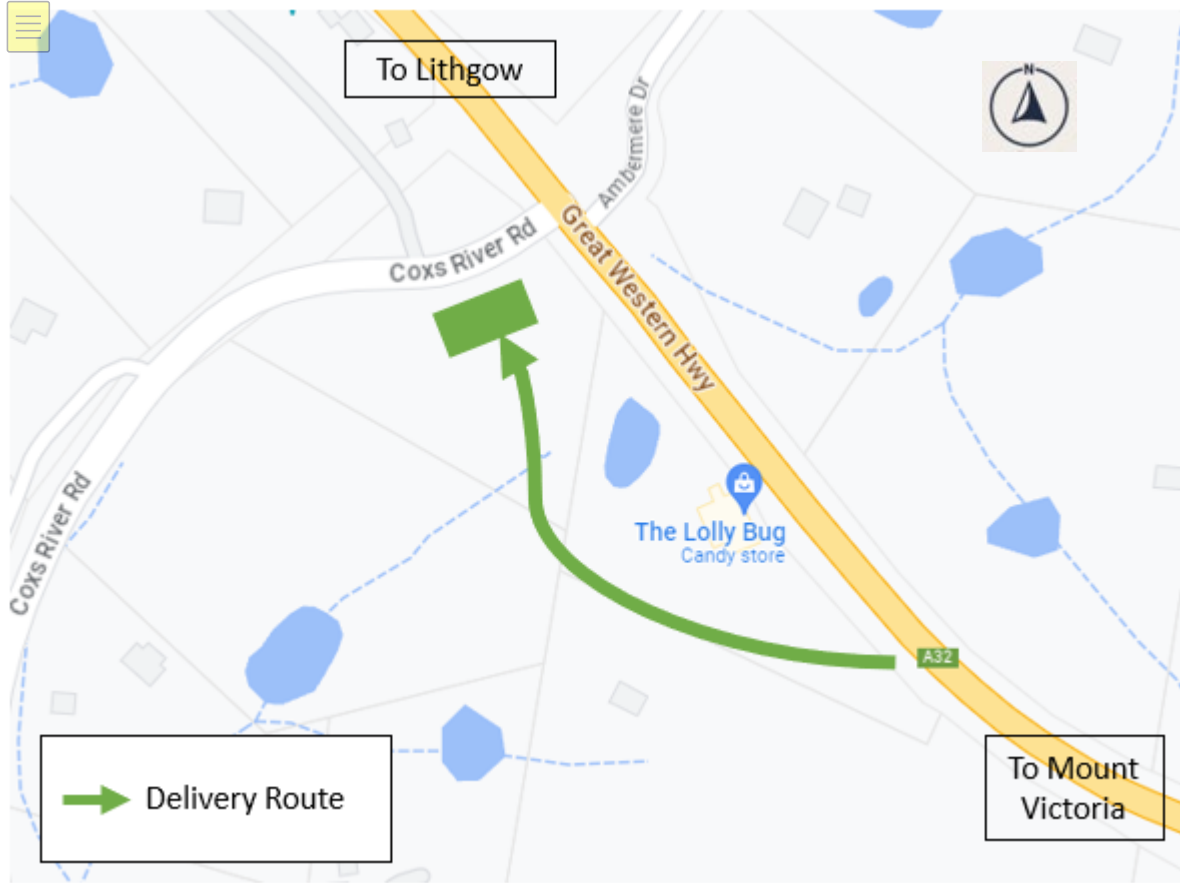 To Lithgow
N
Ambermere Dr
Coxs River Rd
Great Western Hwy
Coxs River Rd
The Lolly Bug
Candy store
A32
To Mount
Victoria
Delivery Route